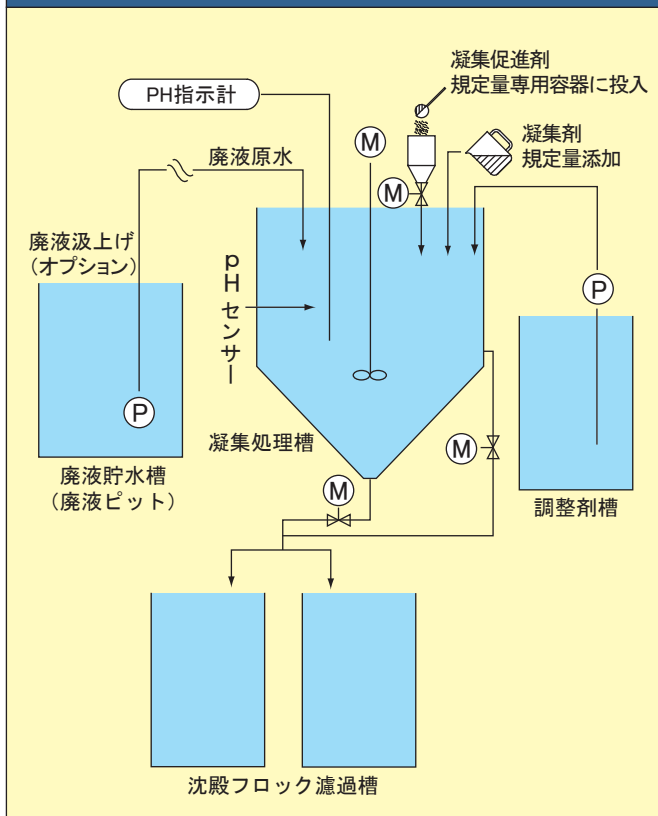 凝集促進剤
規定量専用容器に投入
PH指示計
M
凝集剤
規定量添加
廃液原水
M
廃液汲上げ
（オプション）
pHセンサー
P
P
凝集処理槽
M
廃液貯水槽
（廃液ピット）
M
調整剤槽
沈殿フロック濾過槽